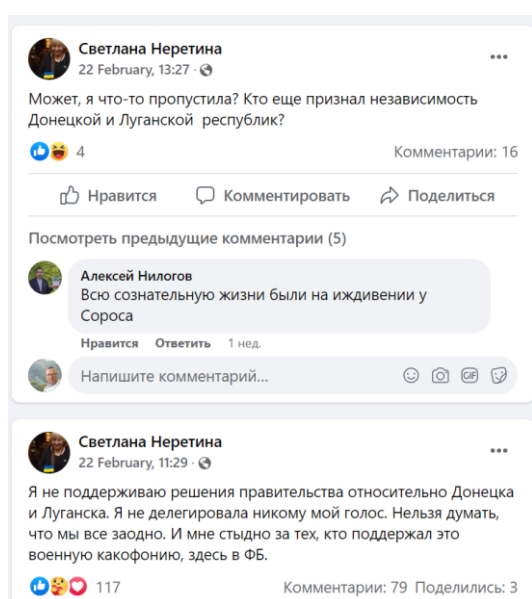 Светлана Неретина
22 February, 13:27 ·
Может, я что-то пропустила? Кто еще признал независимость
Донецкой и Луганской республик?
4
Комментарии: 16
Нравится Комментировать Поделиться
Посмотреть предыдущие комментарии (5)
Алексей Нилогов
Всю сознательную жизни были на иждивении у
Сороса
Нравится Ответить 1 нед.
Напишите комментарий...
GIF
Светлана Неретина
22 February, 11:29 ·
Я не поддерживаю решения правительства относительно Донецка
и Луганска. Я не делегировала никому мой голос. Нельзя думать,
что мы все заодно. И мне стыдно за тех, кто поддержал это
военную какофонию, здесь в ФБ.
117
Комментарии: 79 Поделились: 3